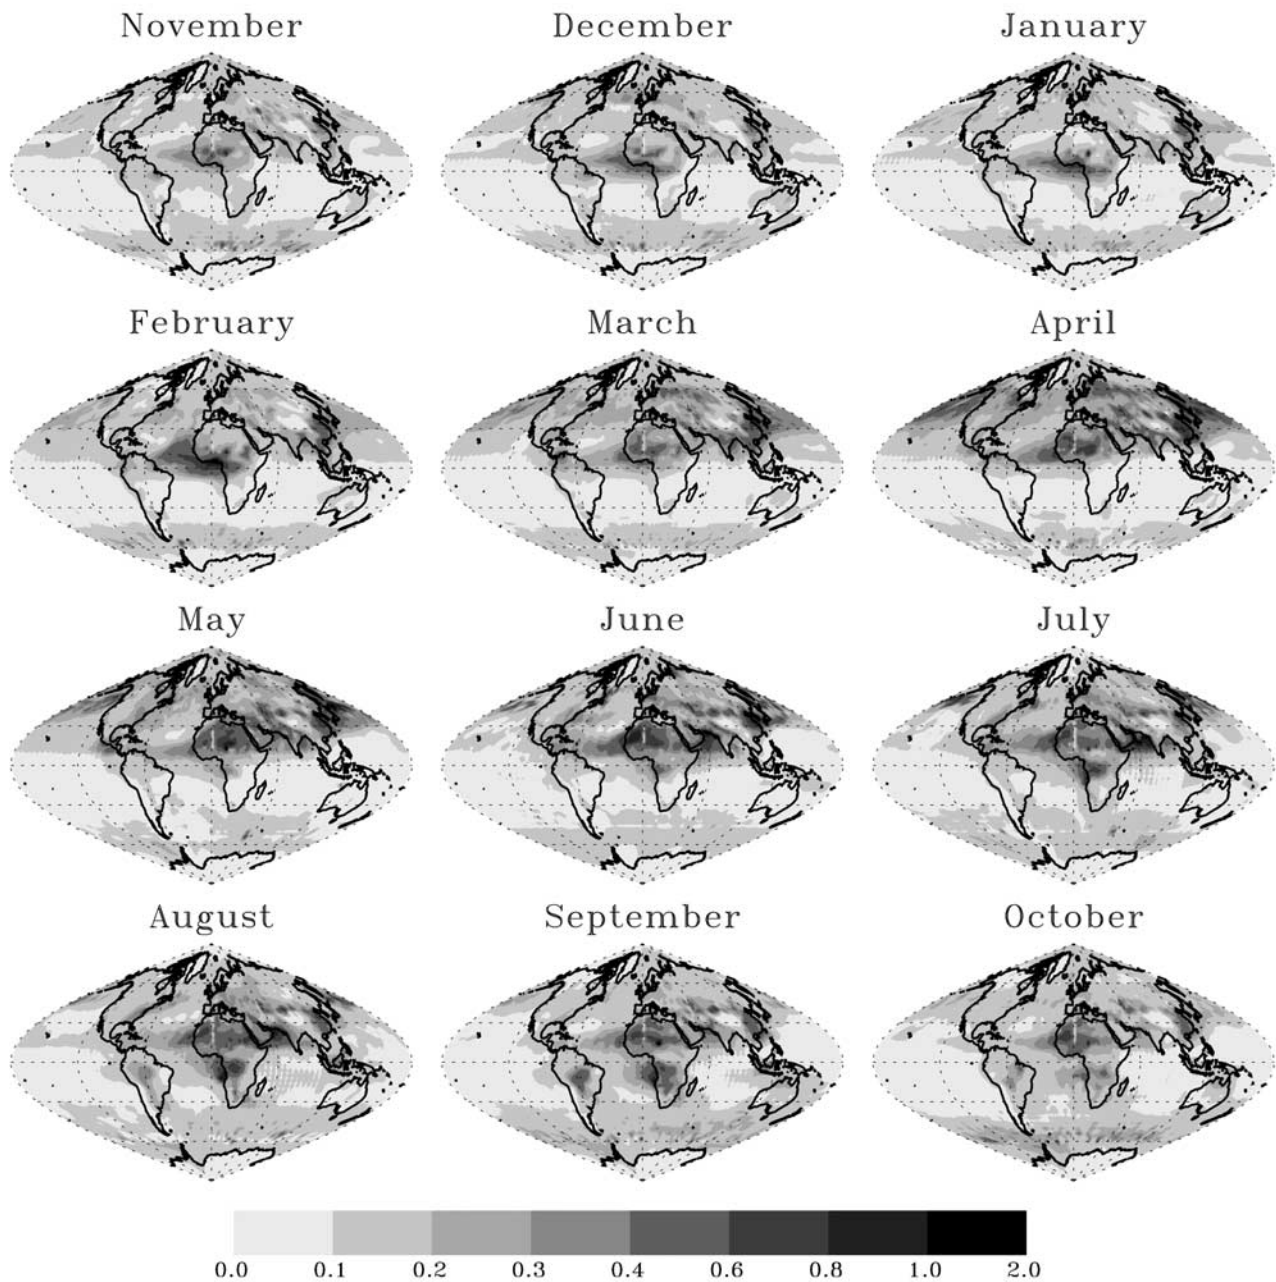 November December January
February March April
May June July
August September October
0.0 0.1 0.2 0.3 0.4 0.6 0.8 1.0 2.0